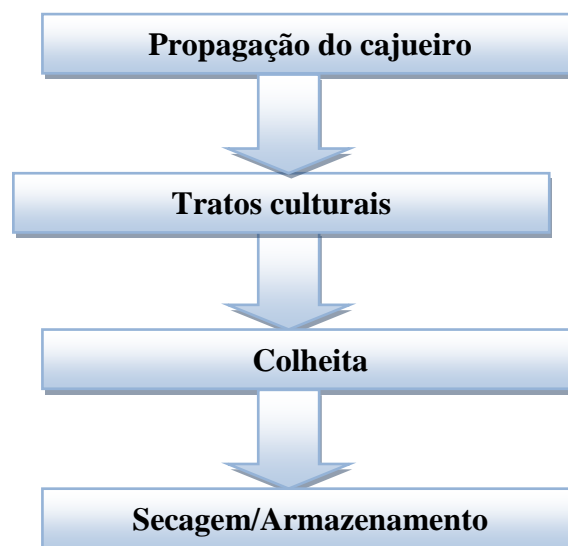 Propagação do cajueiro
Tratos culturais
Colheita
Secagem/Armazenamento